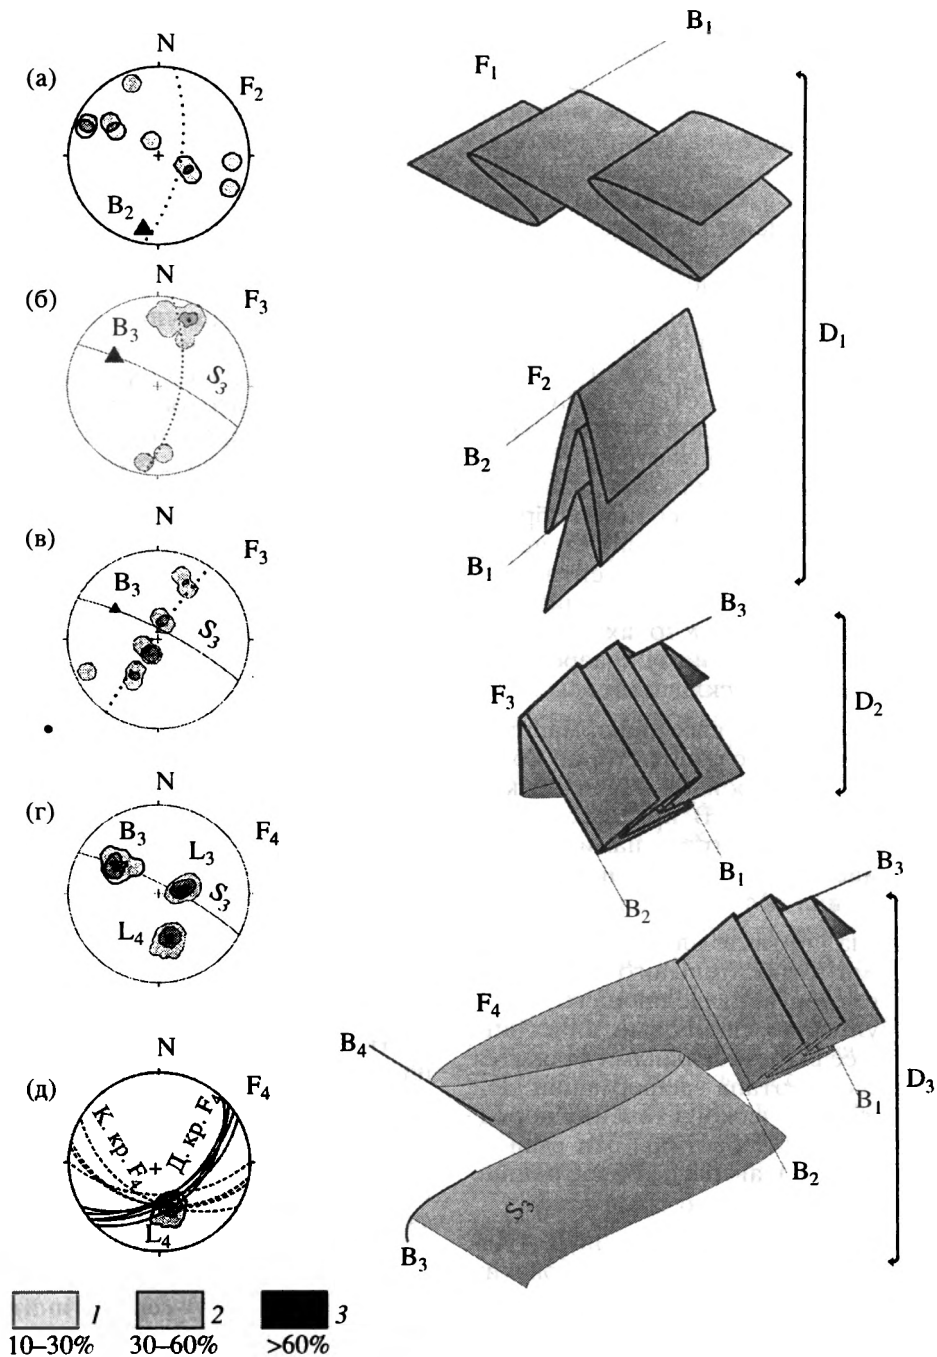 (а)
N
F₂
B₂
(б)
N
F₃
B₃
S₃
(в)
N
F₃
B₃
S₃
(г)
N
F₄
B₃
L₃
S₃
L₄
(д)
N
F₄
К. кр. F₄
Д. кр. F₄
L₄
1
10–30%
2
30–60%
3
>60%
F₁
B₁
D₁
F₂
B₂
B₁
B₃
F₃
D₂
B₁
B₂
B₃
F₄
B₄
D₃
B₁
B₂
S₃
B₃